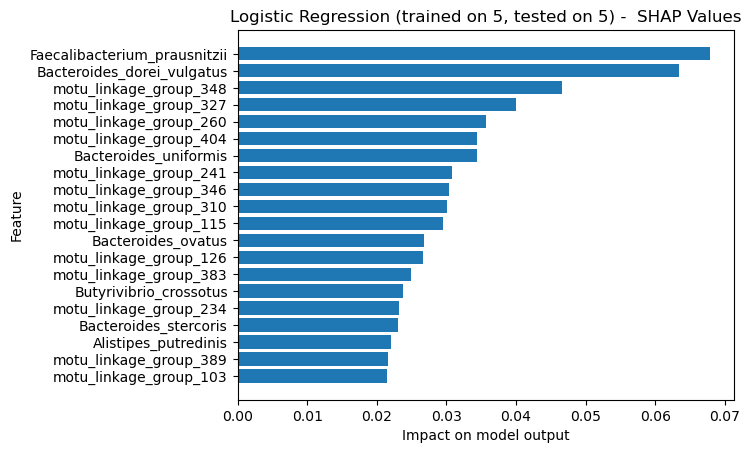 Logistic Regression (trained on 5, tested on 5) -  SHAP Values
Feature
Faecalibacterium_prausnitzii
Bacteroides_dorei_vulgatus
motu_linkage_group_348
motu_linkage_group_327
motu_linkage_group_260
motu_linkage_group_404
Bacteroides_uniformis
motu_linkage_group_241
motu_linkage_group_346
motu_linkage_group_310
motu_linkage_group_115
Bacteroides_ovatus
motu_linkage_group_126
motu_linkage_group_383
Butyrivibrio_crossotus
motu_linkage_group_234
Bacteroides_stercoris
Alistipes_putredinis
motu_linkage_group_389
motu_linkage_group_103
0.00 0.01 0.02 0.03 0.04 0.05 0.06 0.07
Impact on model output